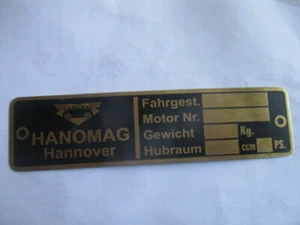 HANOMAG
Hannover
Fahrgest.
Motor Nr.
Gewicht Kg.
Hubraum ccm PS.